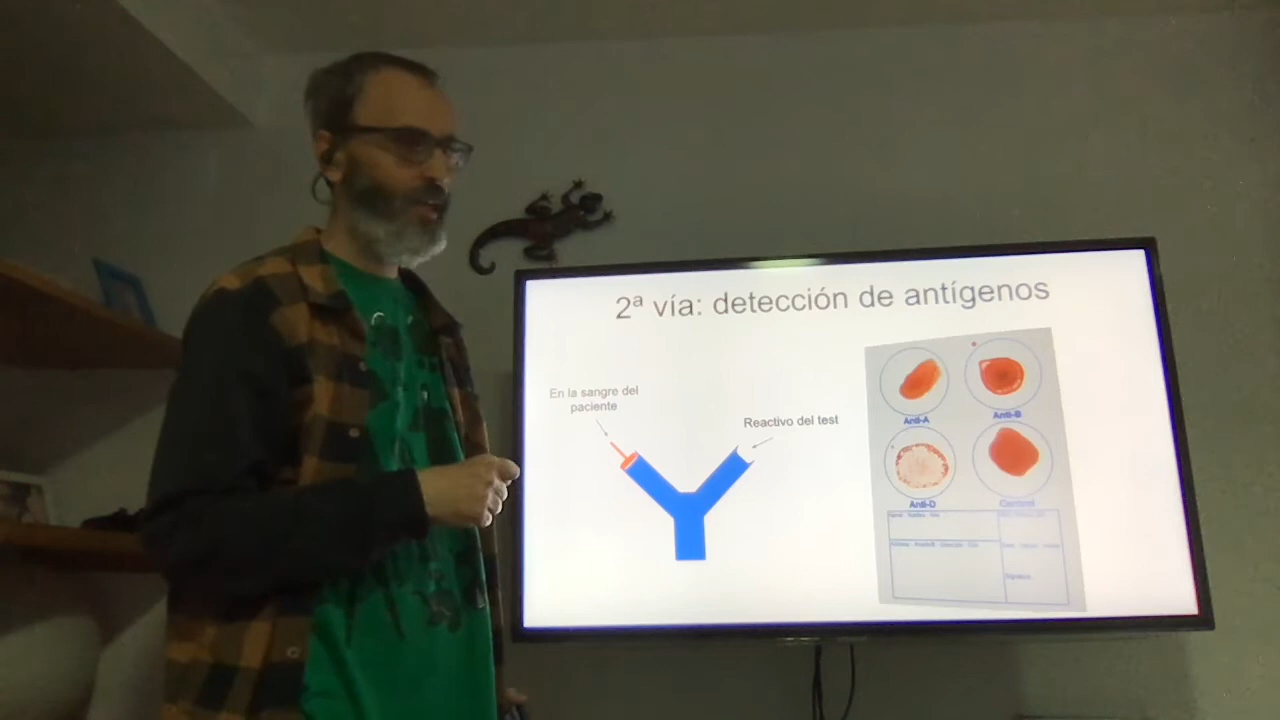 2ª vía: detección de antígenos
En la sangre del
paciente
Reactivo del test
Anti-A
Anti-B
Anti-D
Control